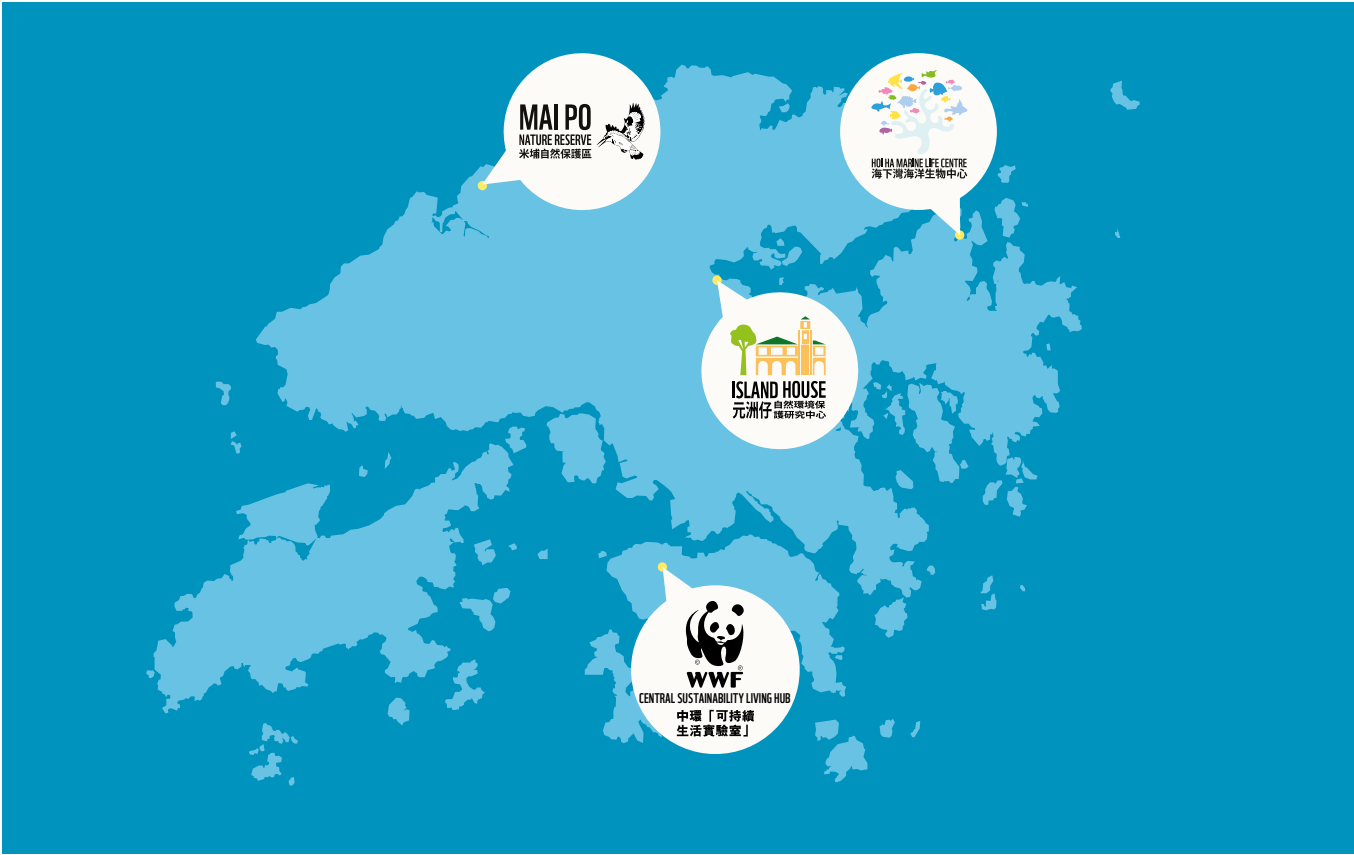 MAI PO
NATURE RESERVE
米埔自然保護區
HOI HA MARINE LIFE CENTRE
海下灣海洋生物中心
ISLAND HOUSE
元洲仔自然環境保
護研究中心
©
®
WWF
CENTRAL SUSTAINABILITY LIVING HUB
中環「可持續
生活實驗室」